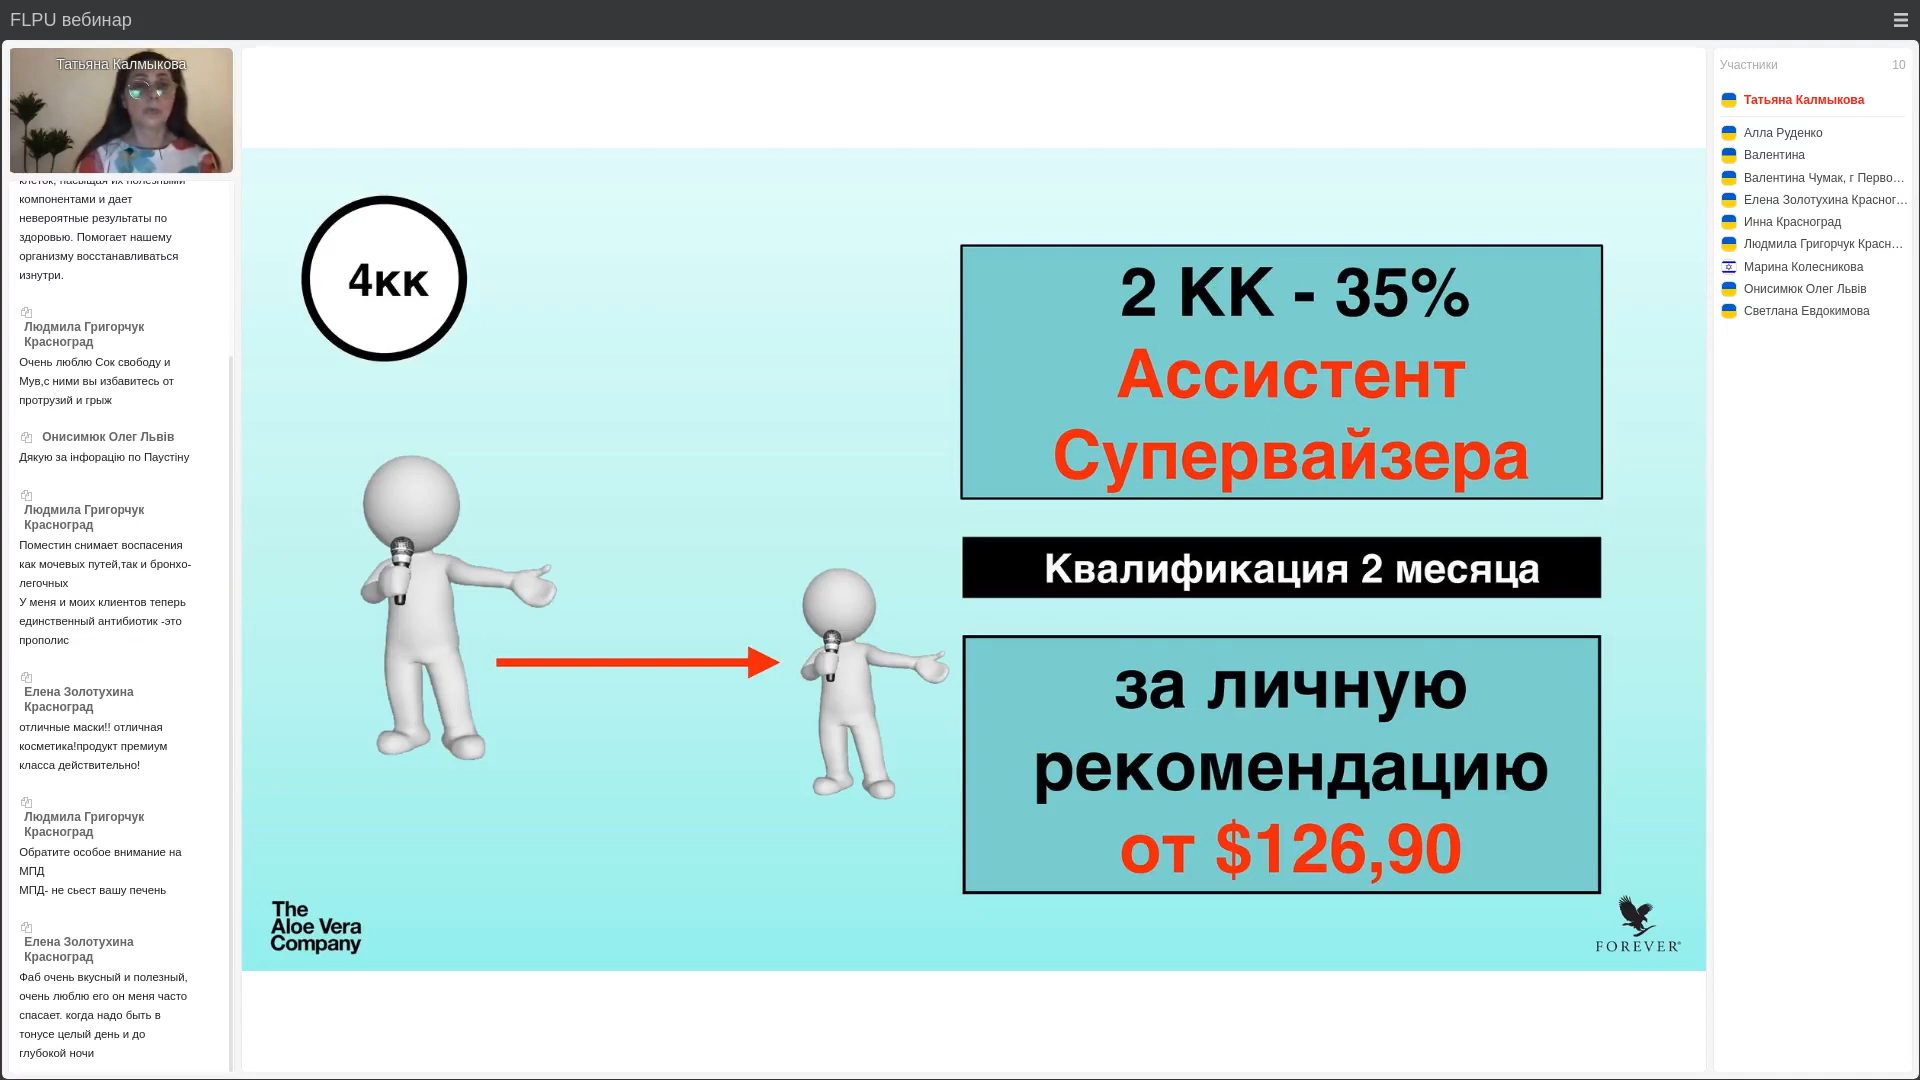 FLPU вебинар
Татьяна Калмыкова
клеток, насыщая их полезными
компонентами и дает
невероятные результаты по
здоровью. Помогает нашему
организму восстанавливаться
изнутри.
Людмила Григорчук
Красноград
Очень люблю Сок свободу и
Мув,с ними вы избавитесь от
протрузий и грыж
Онисимюк Олег Львів
Дякую за інфорацію по Паустіну
Людмила Григорчук
Красноград
Поместин снимает воспасения
как мочевых путей,так и бронхо-
легочных
У меня и моих клиентов теперь
единственный антибиотик -это
прополис
Елена Золотухина
Красноград
отличные маски!! отличная
косметика!продукт премиум
класса действительно!
Людмила Григорчук
Красноград
Обратите особое внимание на
МПД
МПД- не сьест вашу печень
Елена Золотухина
Красноград
Фаб очень вкусный и полезный,
очень люблю его он меня часто
спасает. когда надо быть в
тонусе целый день и до
глубокой ночи
4кк
2 КК - 35%
Ассистент
Супервайзера
Квалификация 2 месяца
за личную
рекомендацию
от $126,90
The
Aloe Vera
Company
FOREVER®
Участники 10
Татьяна Калмыкова
Алла Руденко
Валентина
Валентина Чумак, г Перво...
Елена Золотухина Красног...
Инна Красноград
Людмила Григорчук Красн...
Марина Колесникова
Онисимюк Олег Львів
Светлана Евдокимова